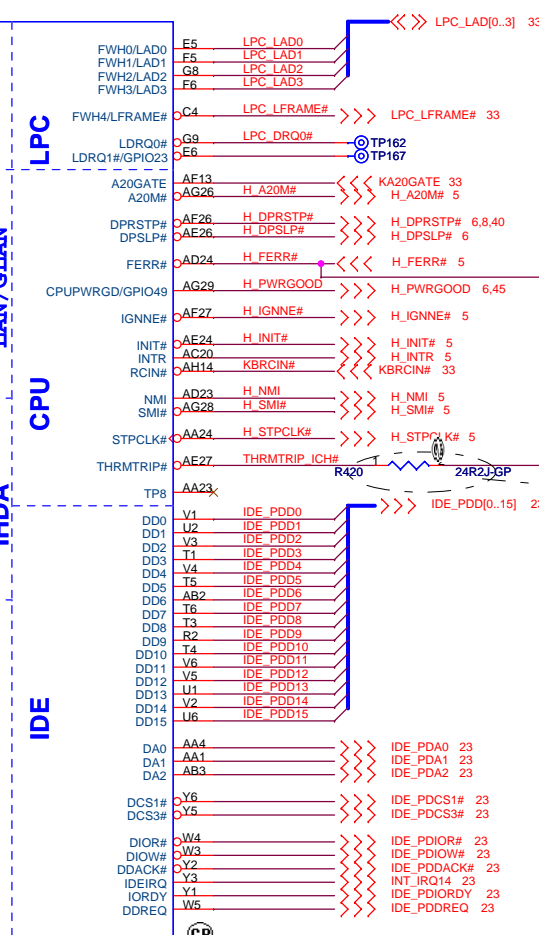 LPC_LAD[0..3] 33
FWH0/LAD0 E5 LPC_LAD0
FWH1/LAD1 F5 LPC_LAD1
FWH2/LAD2 G8 LPC_LAD2
FWH3/LAD3 F6 LPC_LAD3
FWH4/LFRAME# C4 LPC_LFRAME# LPC_LFRAME# 33
LPC
LDRQ0# G9 LPC_DRQ0# TP162
LDRQ1#/GPIO23 E6 TP167
A20GATE AF13 KA20GATE 33
A20M# AG26 H_A20M# H_A20M# 5
DPRSTP# AF26 H_DPRSTP# H_DPRSTP# 6,8,40
DPSLP# AE26 H_DPSLP# H_DPSLP# 6
FERR# AD24 H_FERR# H_FERR# 5
CPUPWRGD/GPIO49 AG29 H_PWRGOOD H_PWRGOOD 6,45
IGNNE# AF27 H_IGNNE# H_IGNNE# 5
INIT# AE24 H_INIT# H_INIT# 5
INTR AC20 H_INTR 5
RCIN# AH14 KBRCIN# KBRCIN# 33
CPU
NMI AD23 H_NMI H_NMI 5
SMI# AG28 H_SMI# H_SMI# 5
STPCLK# AA24 H_STPCLK# H_STPCLK# 5
THRMTRIP# AE27 THRMTRIP_ICH# 1
R420 24R2J-GP
TP8 AA23
IHDA
IDE_PDD[0..15] 23
DD0 V1 IDE_PDD0
DD1 U2 IDE_PDD1
DD2 V3 IDE_PDD2
DD3 T1 IDE_PDD3
DD4 V4 IDE_PDD4
DD5 T5 IDE_PDD5
DD6 AB2 IDE_PDD6
DD7 T6 IDE_PDD7
DD8 T3 IDE_PDD8
DD9 R2 IDE_PDD9
DD10 T4 IDE_PDD10
DD11 V6 IDE_PDD11
DD12 V5 IDE_PDD12
DD13 U1 IDE_PDD13
DD14 V2 IDE_PDD14
DD15 U6 IDE_PDD15
IDE
DA0 AA4 IDE_PDA0 23
DA1 AA1 IDE_PDA1 23
DA2 AB3 IDE_PDA2 23
DCS1# Y6 IDE_PDCS1# 23
DCS3# Y5 IDE_PDCS3# 23
DIOR# W4 IDE_PDIOR# 23
DIOW# W3 IDE_PDIOW# 23
DDACK# Y2 IDE_PDDACK# 23
IDEIRQ Y3 INT_IRQ14 23
IORDY Y1 IDE_PDIORDY 23
DDREQ W5 IDE_PDDREQ 23